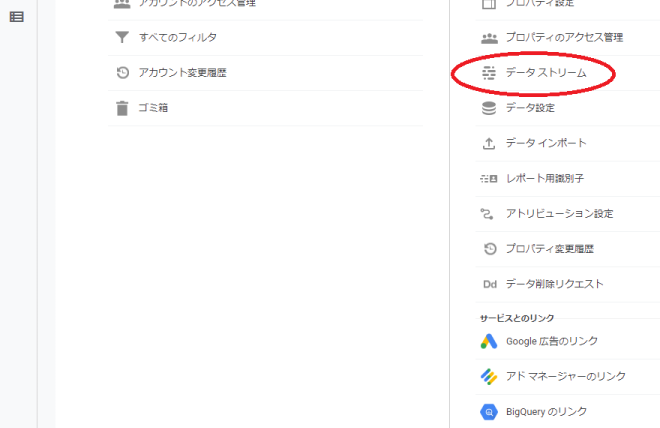 アカウントのアクセス管理
すべてのフィルタ
アカウント変更履歴
ゴミ箱
プロパティ設定
プロパティのアクセス管理
データ ストリーム
データ設定
データ インポート
レポート用識別子
アトリビューション設定
プロパティ変更履歴
Dd データ削除リクエスト
サービスとのリンク
Google 広告のリンク
アド マネージャーのリンク
BigQuery のリンク